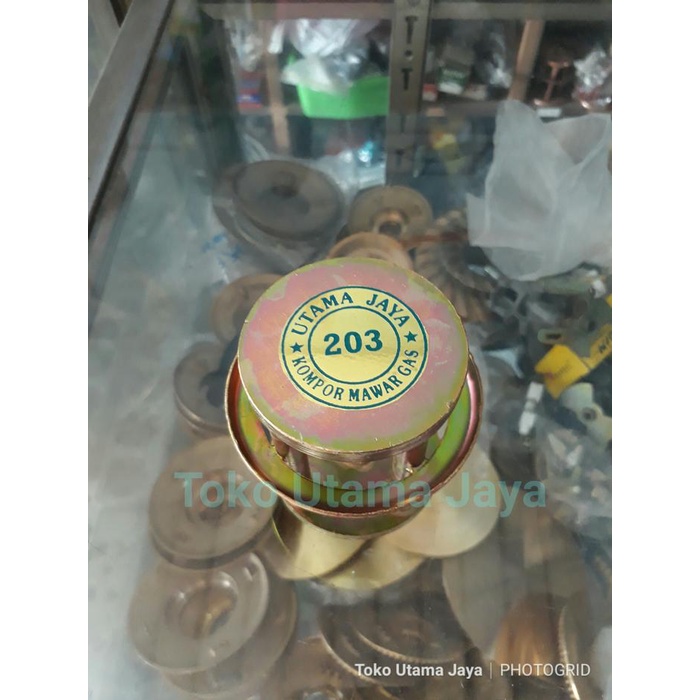 UTAMA JAYA
203
KOMPOR MAWAR GAS
Toko Utama Jaya
Toko Utama Jaya | PHOTOGRID